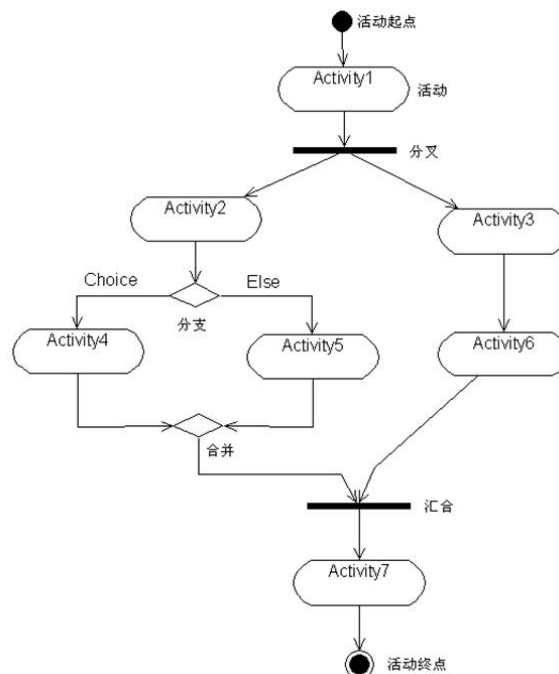 活动起点
Activity1
活动
分叉
Activity2
Activity3
Choice
Else
分支
Activity4
Activity5
Activity6
合并
汇合
Activity7
活动终点